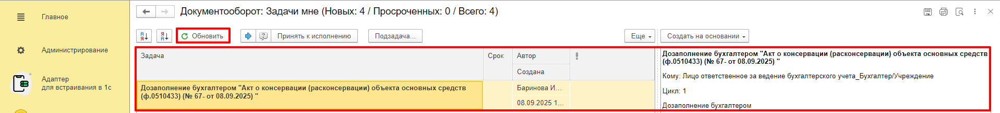 Главное
Администрирование
Адаптер
для встраивания в 1с
Документооборот: Задачи мне (Новых: 4 / Просроченных: 0 / Всего: 4)
Обновить
Принять к исполнению
Подзадача...
Еще
Создать на основании
Задача
Срок
Автор
Создана
Дозаполнение бухгалтером "Акт о консервации (расконсервации) объекта основных средств
(ф.0510433) (№ 67- от 08.09.2025) "
Баринова И...
08.09.2025 1...
Дозаполнение бухгалтером "Акт о консервации (расконсервации) объекта основных средств
(ф.0510433) (№ 67- от 08.09.2025) "
Кому: Лицо ответственное за ведение бухгалтерского учета_Бухгалтер/Учреждение
Цикл: 1
Дозаполнение бухгалтером